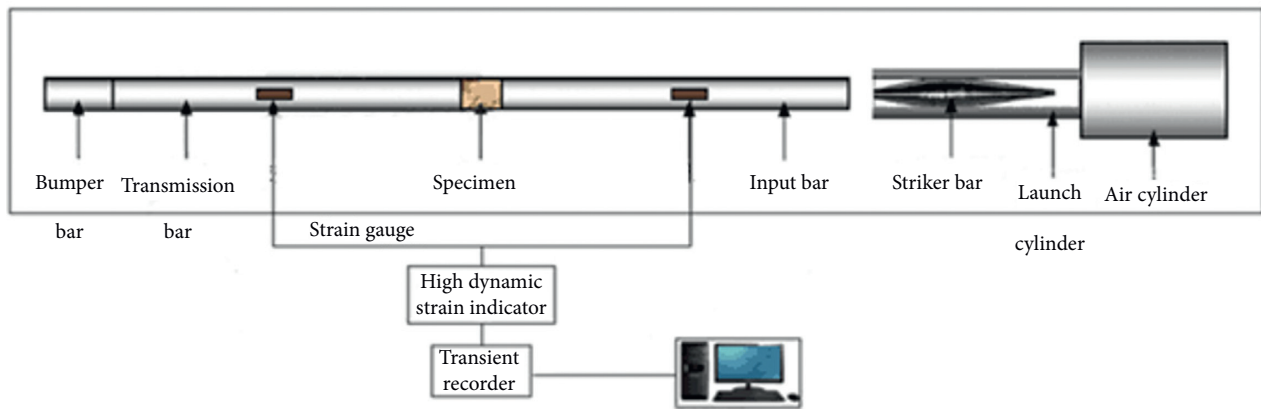 Bumper
bar
Transmission
bar
Specimen
Input bar
Striker bar
Launch
cylinder
Air cylinder
Strain gauge
High dynamic
strain indicator
Transient
recorder